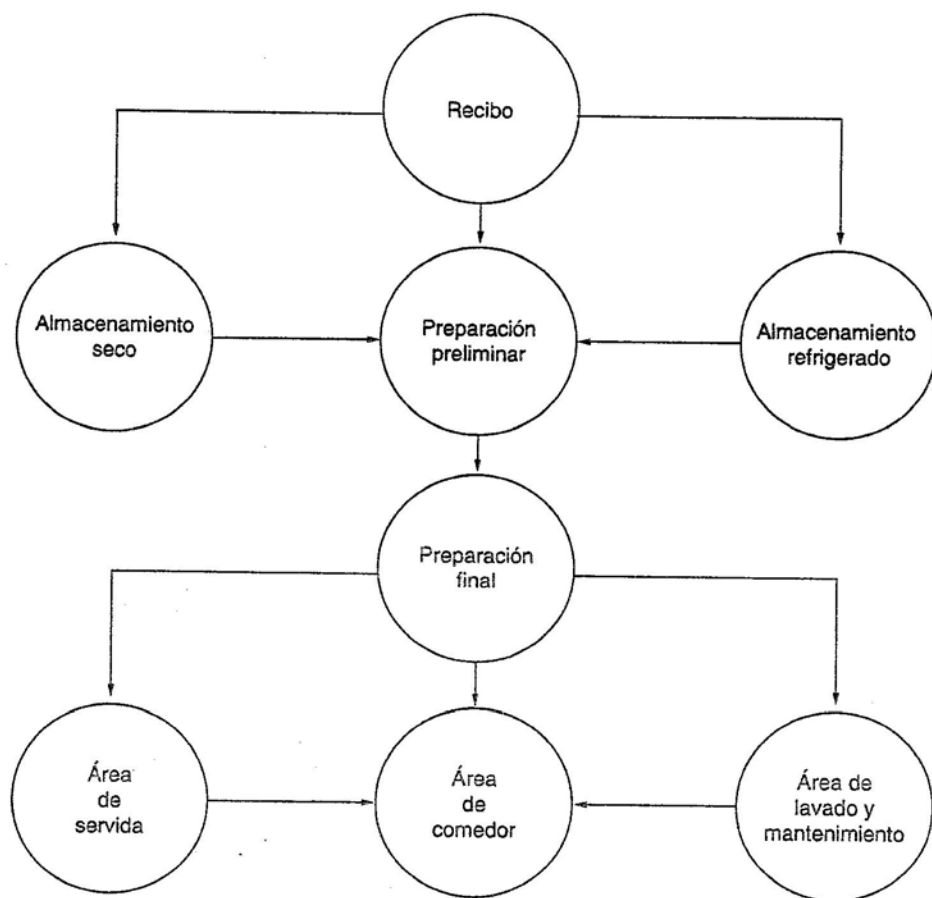 Recibo
Almacenamiento
seco
Preparación
preliminar
Almacenamiento
refrigerado
Preparación
final
Área
de
servida
Área
de
comedor
Área de
lavado y
mantenimiento